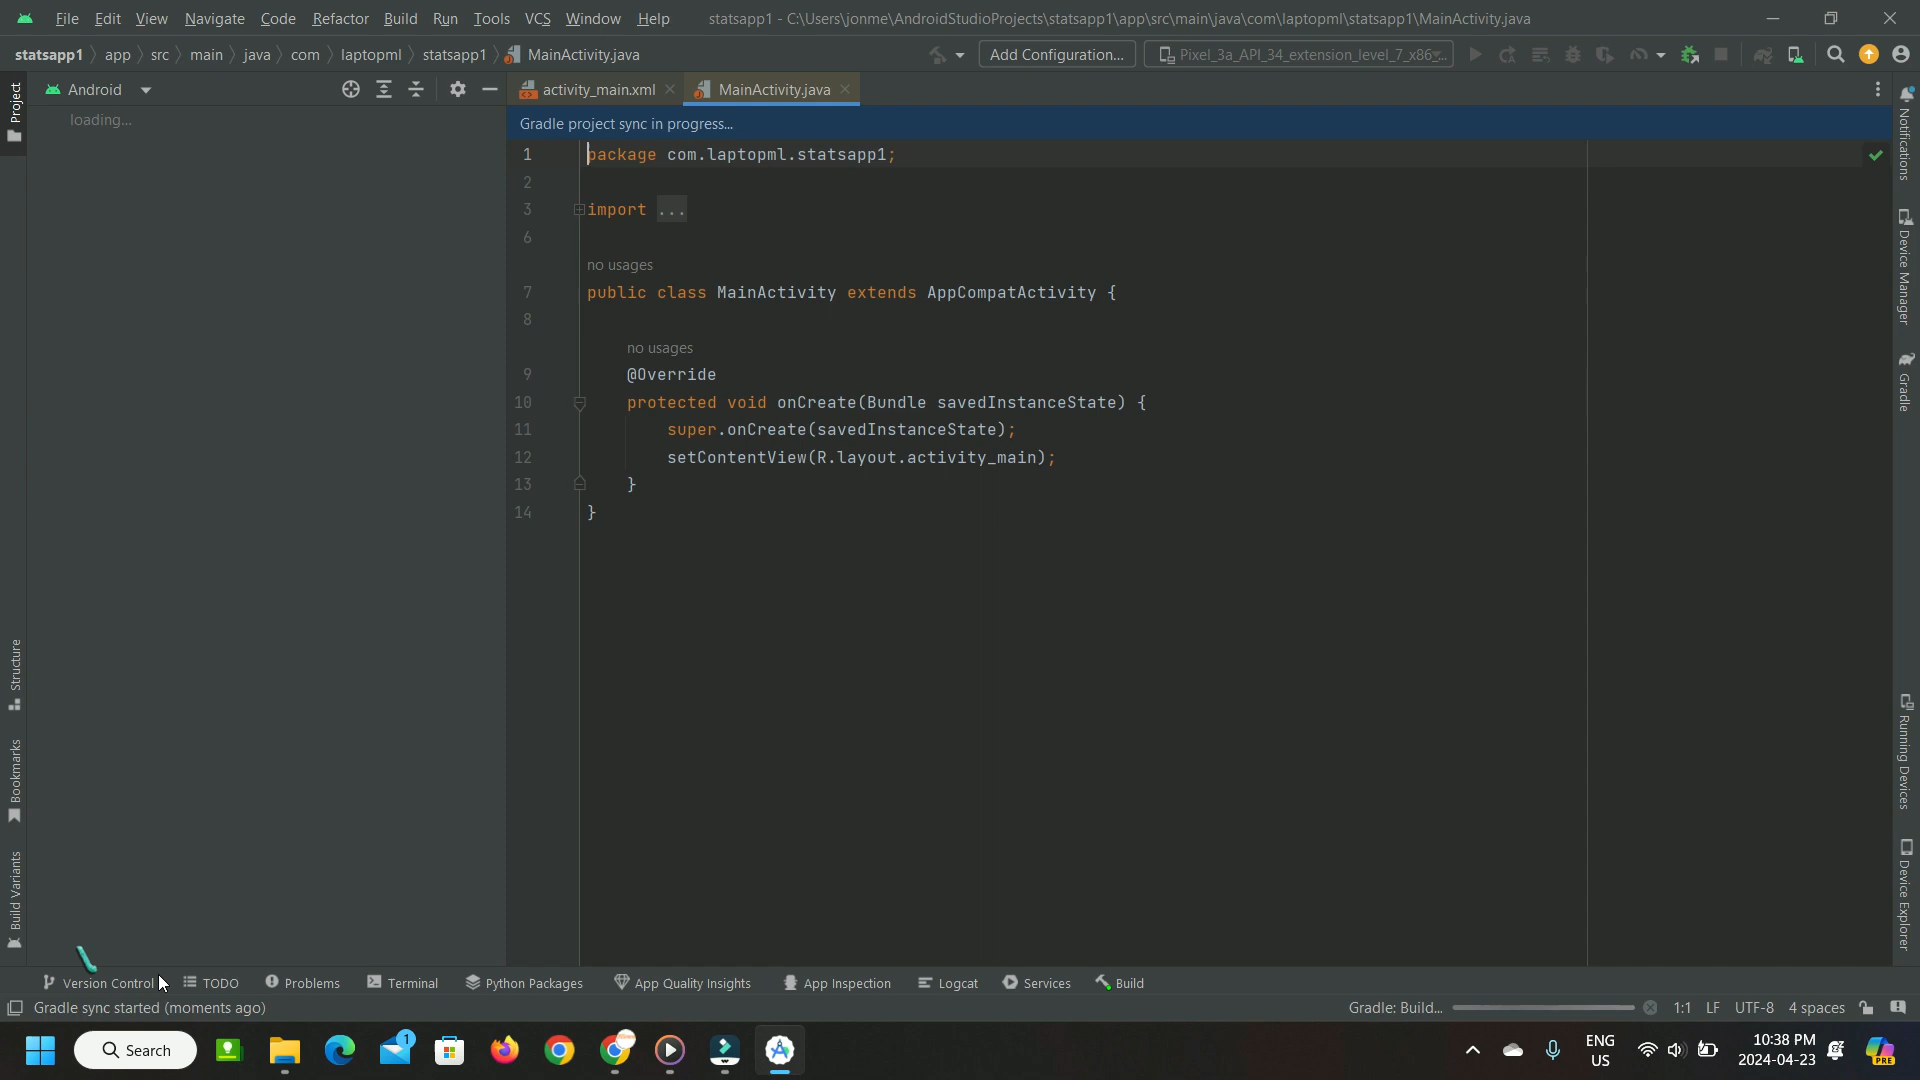 File Edit View Navigate Code Refactor Build Run Tools VCS Window Help statsapp1 - C:\Users\jonme\AndroidStudioProjects\statsapp1\app\src\main\java\com\laptopml\statsapp1\MainActivity.java
statsapp1 app src main java com laptopml statsapp1 MainActivity.java Add Configuration... Pixel_3a_API_34_extension_level_7_x86_...
Android activity_main.xml MainActivity.java
loading...
Gradle project sync in progress...
1 package com.laptopml.statsapp1;
2
3 import ...
6
no usages
7 public class MainActivity extends AppCompatActivity {
8
no usages
9 @Override
10 protected void onCreate(Bundle savedInstanceState) {
11 super.onCreate(savedInstanceState);
12 setContentView(R.layout.activity_main);
13 }
14 }
Project
Structure
Bookmarks
Build Variants
Notifications
Device Manager
Gradle
Running Devices
Device Explorer
Version Control TODO Problems Terminal Python Packages App Quality Insights App Inspection Logcat Services Build
Gradle sync started (moments ago) Gradle: Build... 1:1 LF UTF-8 4 spaces
Search 1 ENG 10:38 PM
US 2024-04-23 PRE